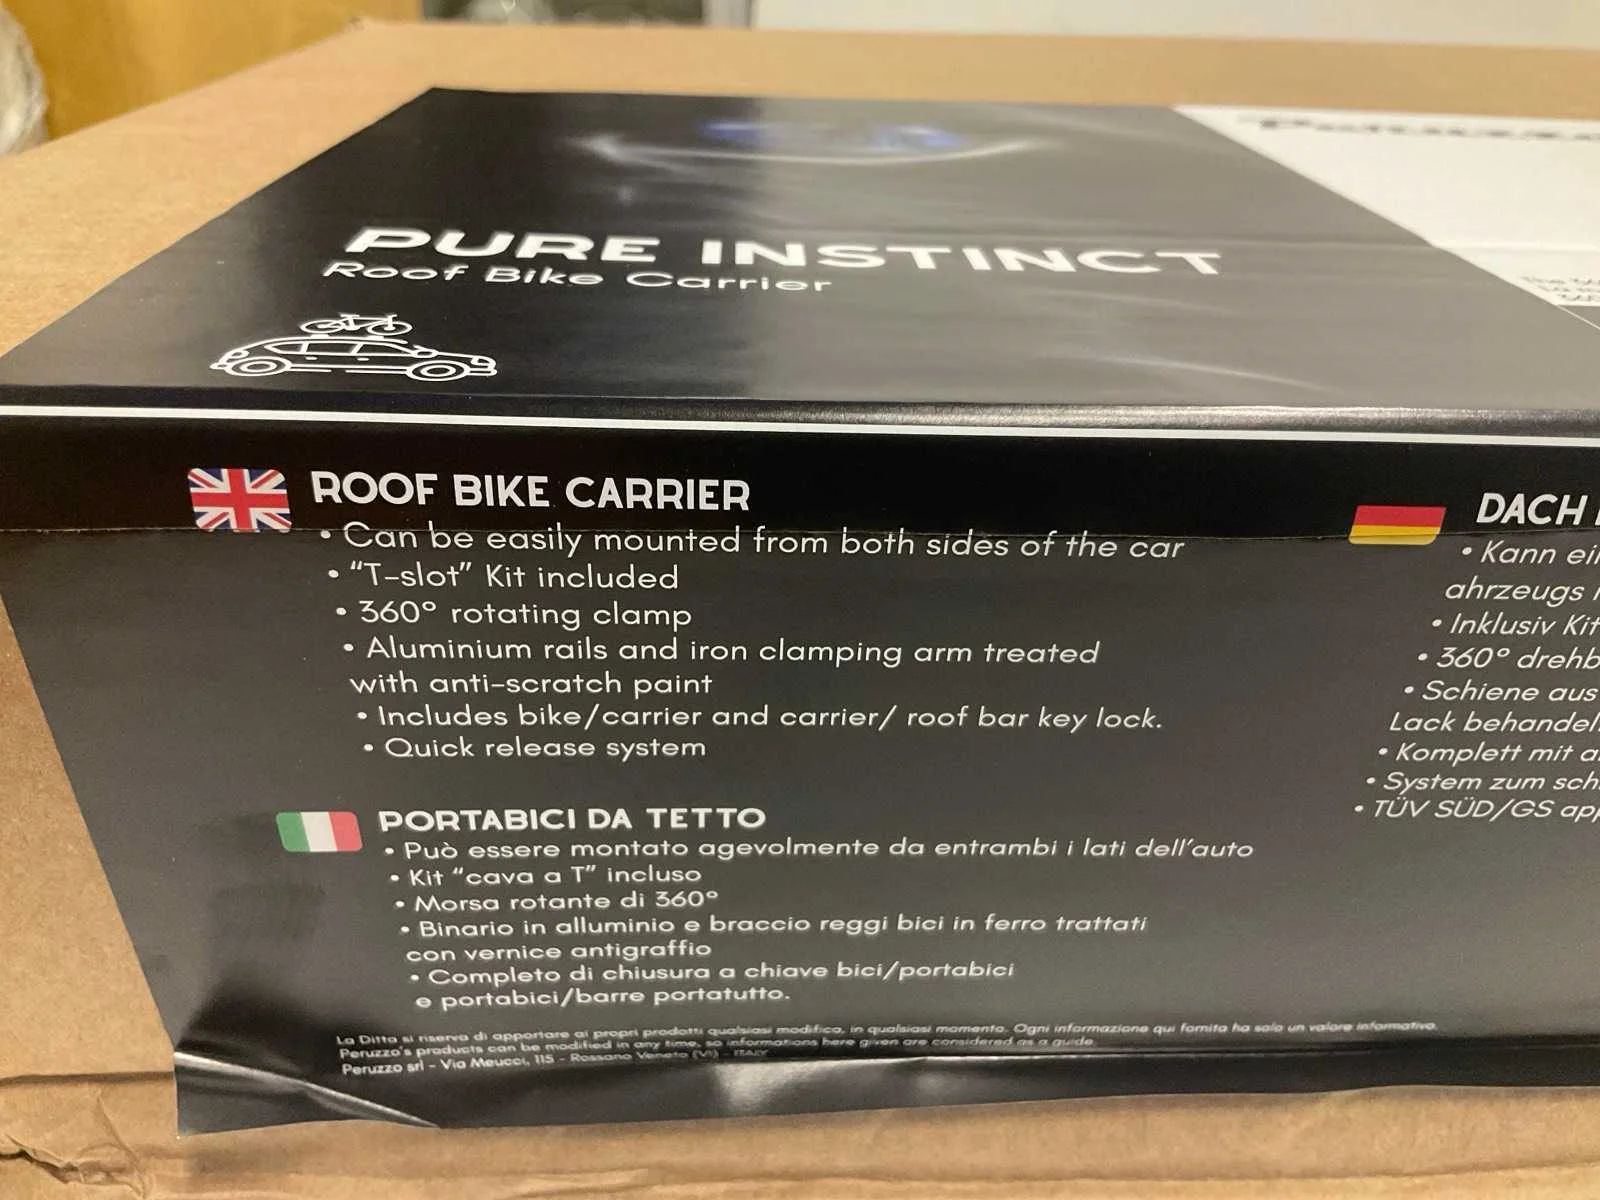 PURE INSTINCT
Roof Bike Carrier
ROOF BIKE CARRIER
• Can be easily mounted from both sides of the car
• “T-slot” Kit included
• 360° rotating clamp
• Aluminium rails and iron clamping arm treated
with anti-scratch paint
• Includes bike/carrier and carrier/ roof bar key lock.
• Quick release system
PORTABICI DA TETTO
• Può essere montato agevolmente da entrambi i lati dell'auto
• Kit “cava a T” incluso
• Morsa rotante di 360°
• Binario in alluminio e braccio reggi bici in ferro trattati
con vernice antigraffio
• Completo di chiusura a chiave bici/portabici
e portabici/barre portatutto.
La Ditta si riserva di apportare ai propri prodotti qualsiasi modifica, in qualsiasi momento. Ogni informazione qui fornita ha solo un valore informativo.
Peruzzo's products can be modified in any time, so informations here given are considered as a guide.
Peruzzo srl - Via Meucci, 115 - Rossano Veneto (VI) - ITALY
DACH
• Kann
ahrzeugs
• Inklusiv Kit
• 360°
• Schiene aus
Lack
• Komplett mit
• System zum
• TÜV SÜD/GS